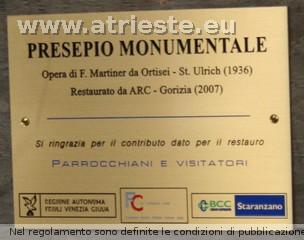 www.atrieste.eu
PRESEPIO MONUMENTALE
Opera di F. Martiner da Ortisei - St. Ulrich (1936)
Restaurato da ARC - Gorizia (2007)
Si ringrazia per il contributo dato per il restauro
PARROCCHIANI E VISITATORI
REGIONE AUTONOMA
FRIULI VENEZIA GIULIA
FC
BCC
Staranzano
Nel regolamento sono definite le condizioni di pubblicazione